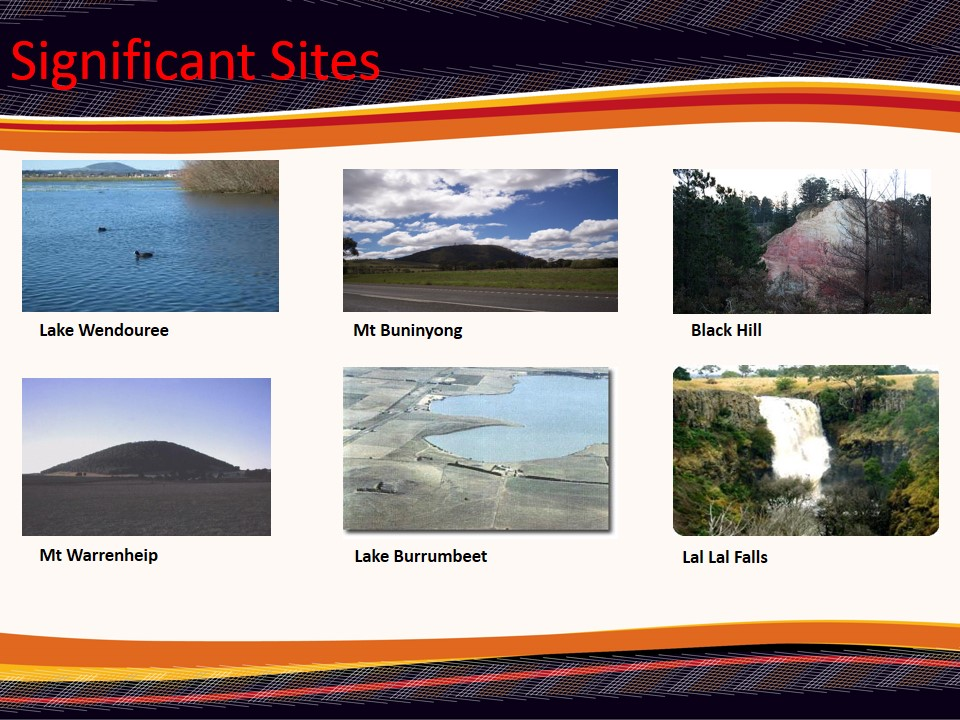 Significant Sites
Lake Wendouree
Mt Buninyong
Black Hill
Mt Warrenheip
Lake Burrumbeet
Lal Lal Falls